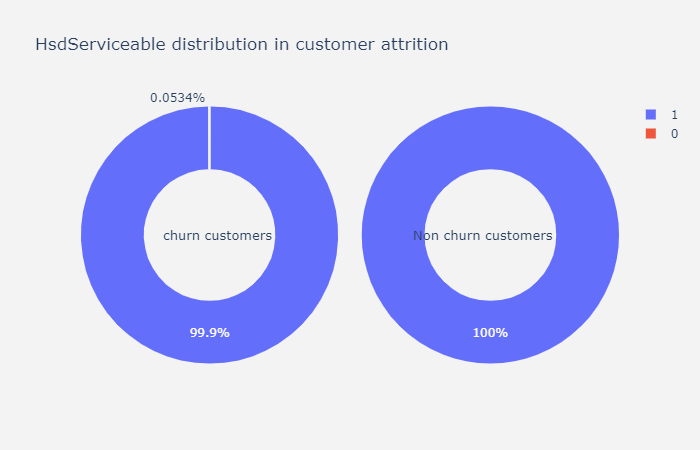 HsdServiceable distribution in customer attrition
0.0534%
1
0
churn customers
Non churn customers
99.9%
100%